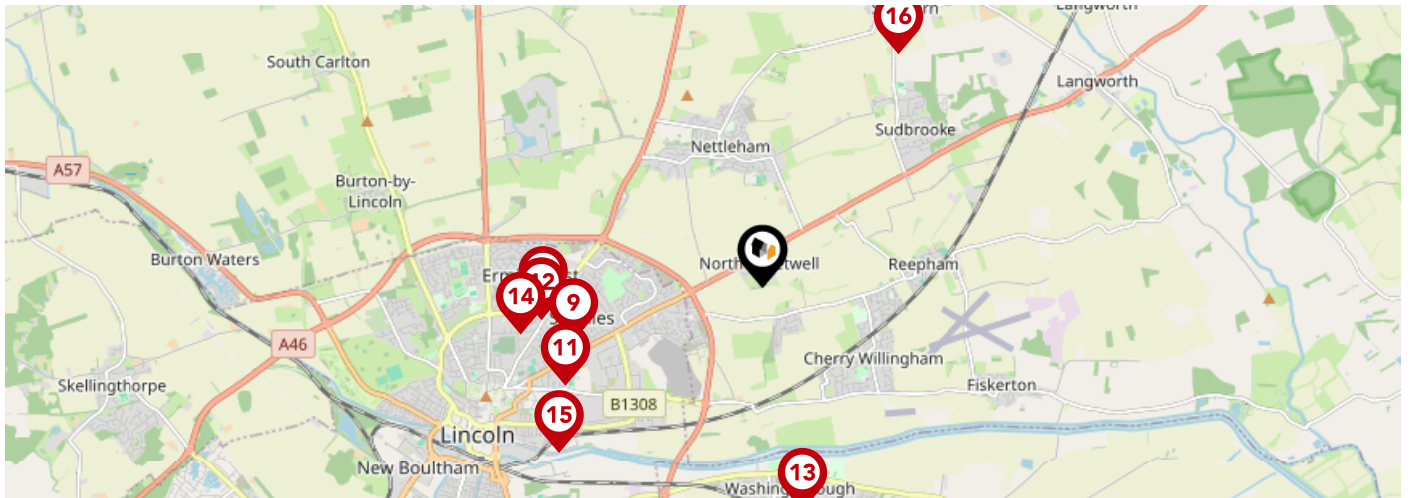 16
Langworth
South Carlton
Langworth
Sudbrooke
Nettleham
A57
Burton-by-
Lincoln
Burton Waters
Reepham
12
14
9
11
A46
Cherry Willingham
Skellingthorpe
Fiskerton
B1308
15
Lincoln
New Boultham
13